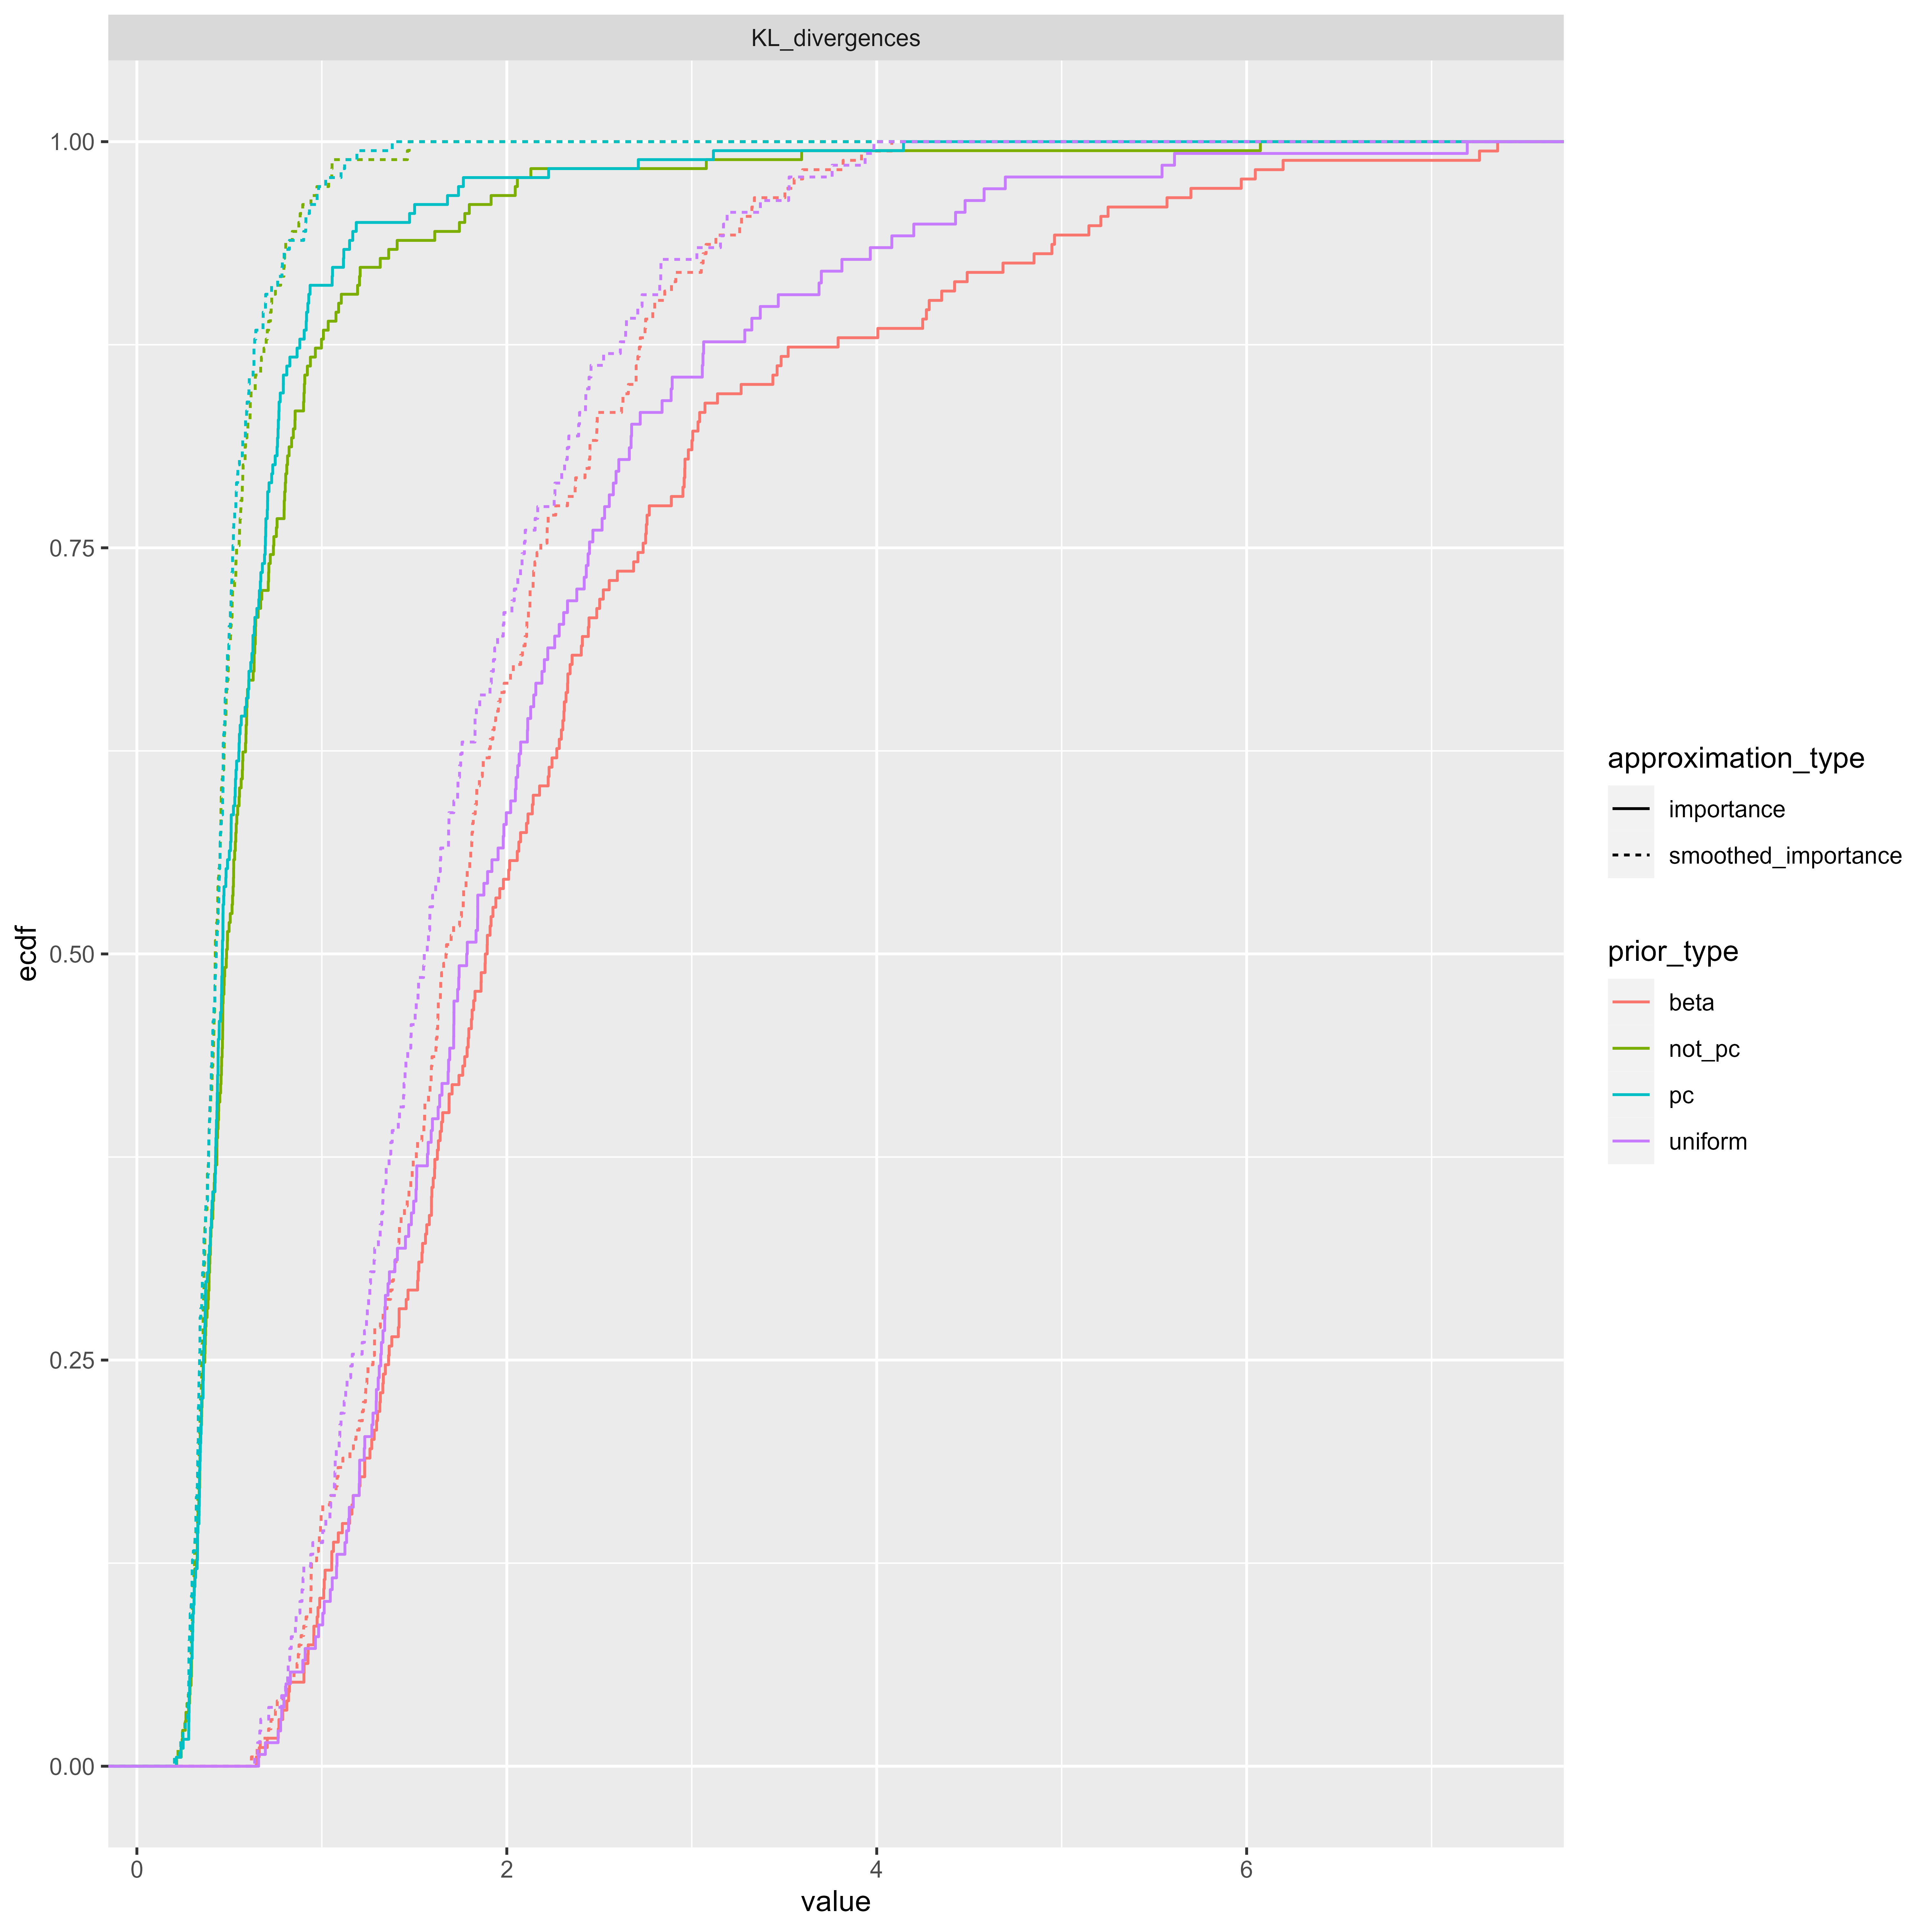 KL_divergences
1.00
0.75
0.50
0.25
0.00
ecdf
0
2
4
6
value
approximation_type
importance
smoothed_importance
prior_type
beta
not_pc
pc
uniform